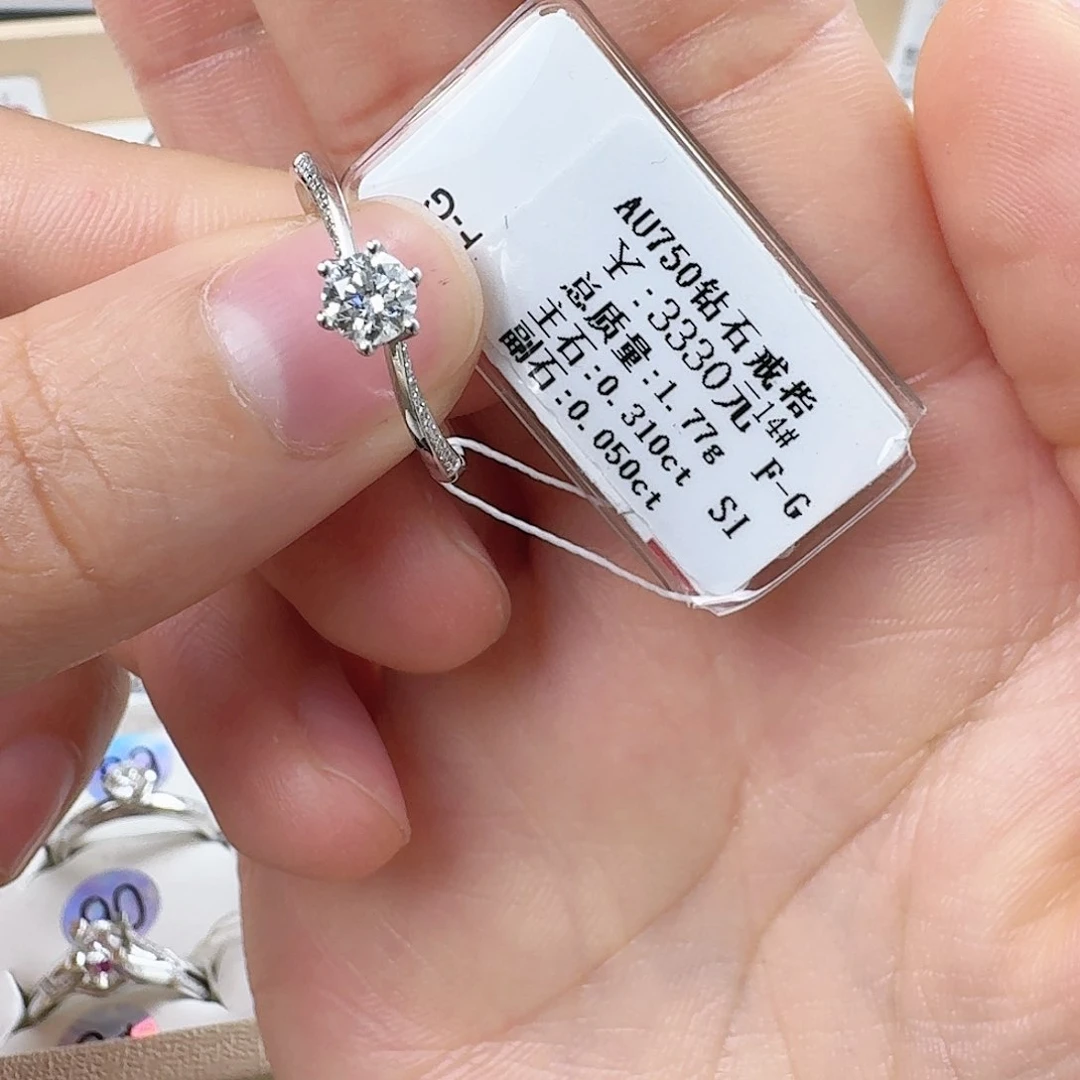 AU750钻石戒指
:3330元 14#
总质量:1.77g F-G
主石:0.310ct SI
副石:0.050ct
-G
90